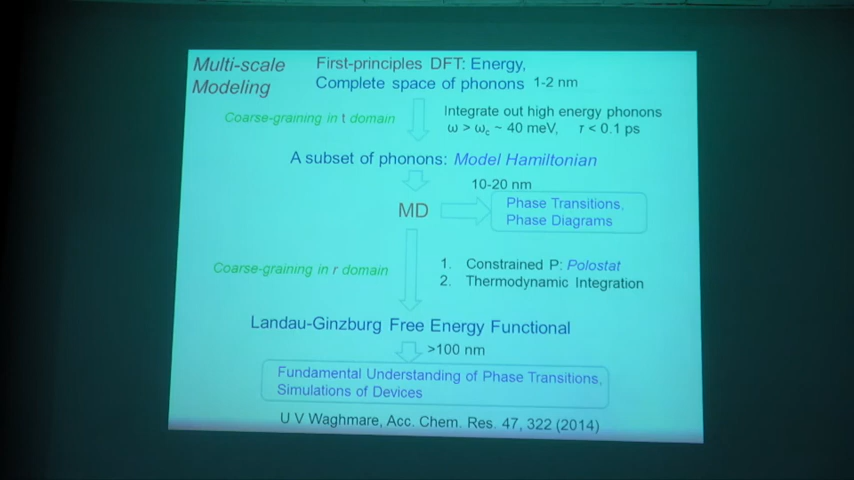 Multi-scale
Modeling
First-principles DFT: Energy,
Complete space of phonons 1-2 nm
Coarse-graining in t domain
Integrate out high energy phonons
ω > ωc ~ 40 meV, τ < 0.1 ps
A subset of phonons: Model Hamiltonian
10-20 nm
MD
Phase Transitions,
Phase Diagrams
Coarse-graining in r domain
1. Constrained P: Polostat
2. Thermodynamic Integration
Landau-Ginzburg Free Energy Functional
>100 nm
Fundamental Understanding of Phase Transitions,
Simulations of Devices
U V Waghmare, Acc. Chem. Res. 47, 322 (2014)